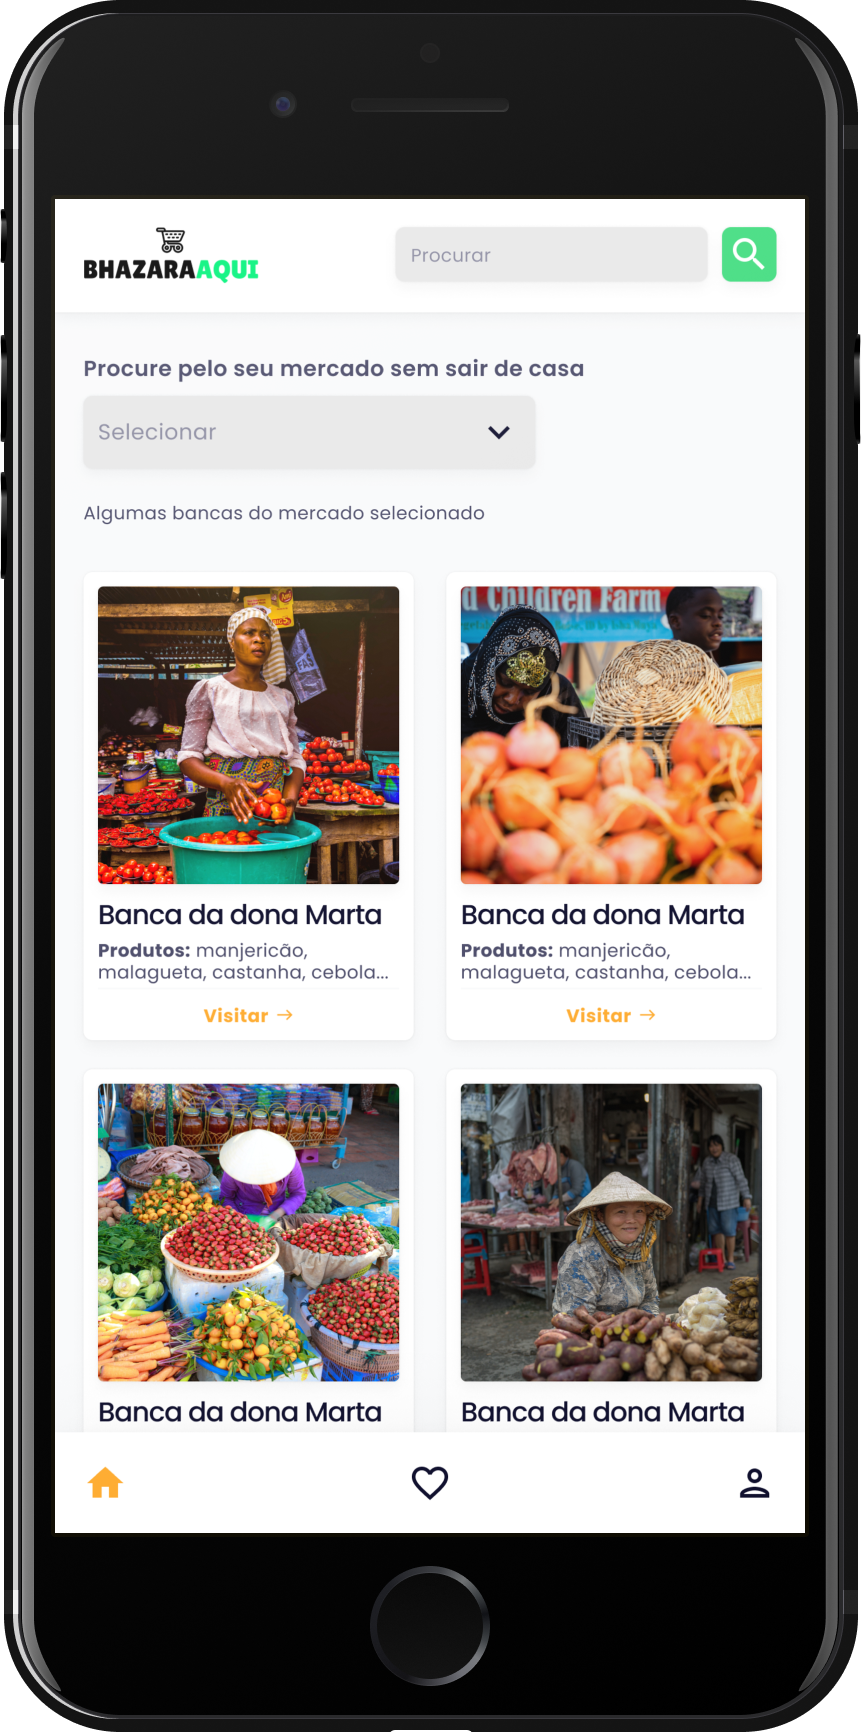 BHAZARAAQUI
Procurar
Procure pelo seu mercado sem sair de casa
Selecionar
Algumas bancas do mercado selecionado
d Children Farm
Banca da dona Marta
Produtos: manjericão,
malagueta, castanha, cebola...
Visitar →
Banca da dona Marta
Produtos: manjericão,
malagueta, castanha, cebola...
Visitar →
Banca da dona Marta
Banca da dona Marta